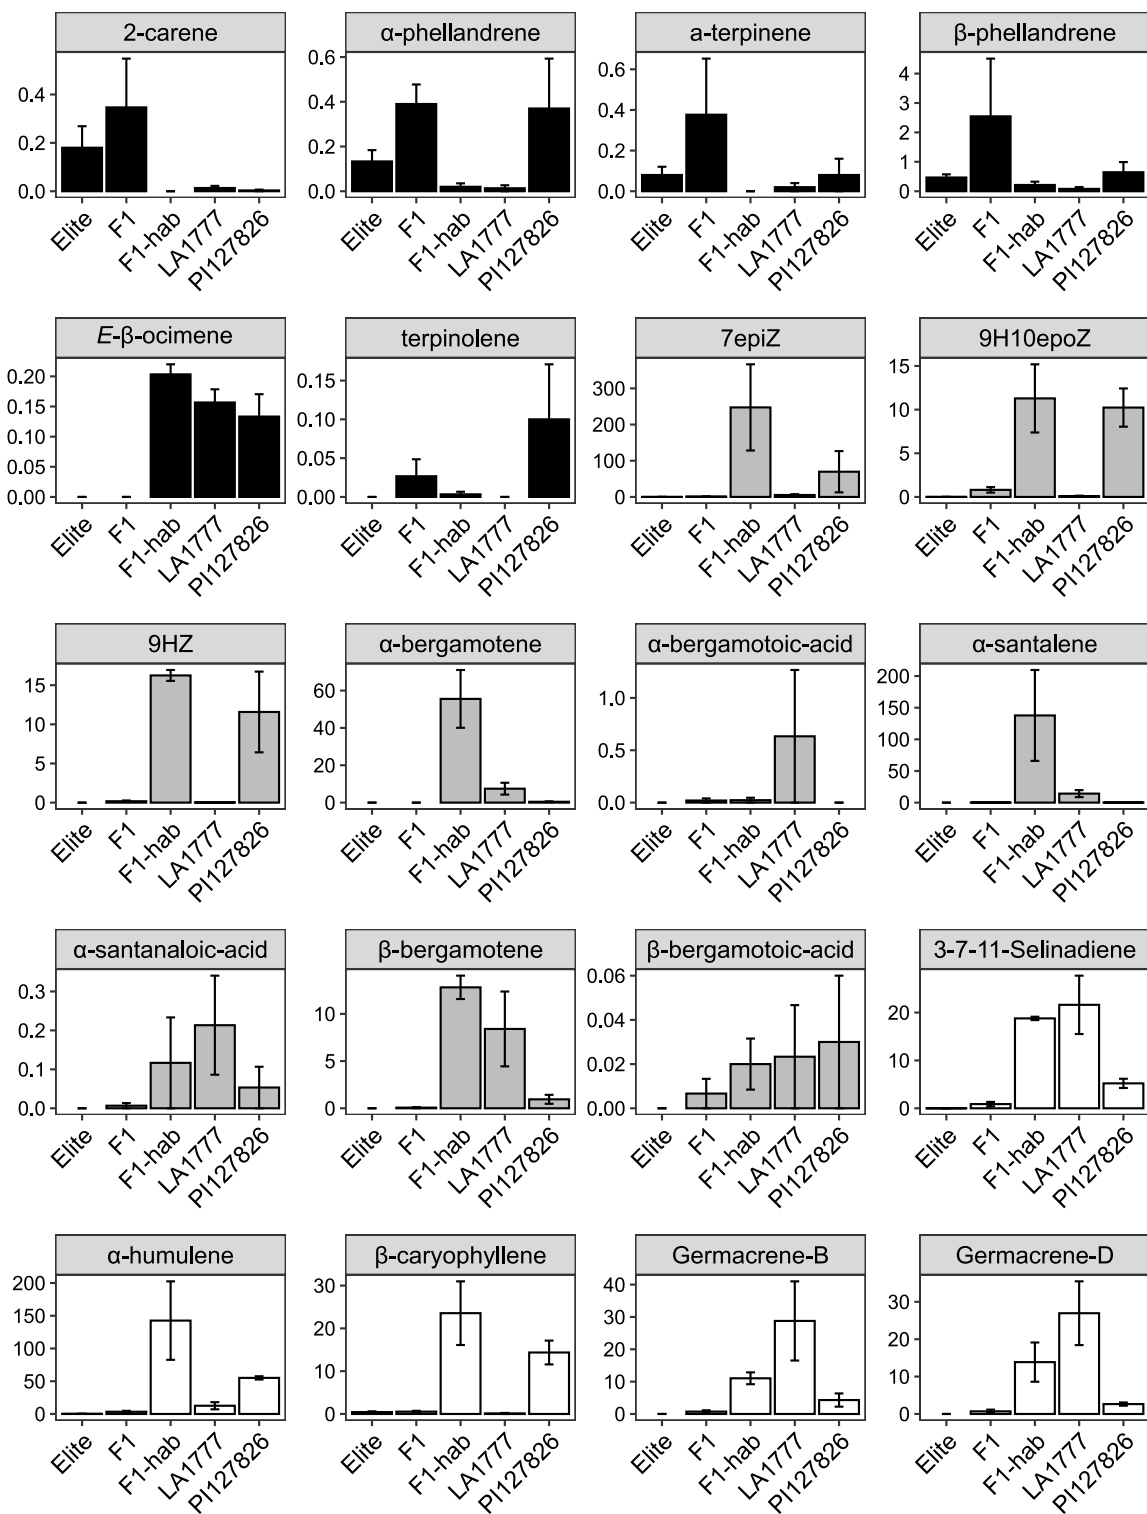 2-carene
0.4
0.2
0.0
Elite
F1
F1-hab
LA1777
PI127826
α-phellandrene
0.6
0.4
0.2
0.0
Elite
F1
F1-hab
LA1777
PI127826
a-terpinene
0.6
0.4
0.2
0.0
Elite
F1
F1-hab
LA1777
PI127826
β-phellandrene
4
3
2
1
0
Elite
F1
F1-hab
LA1777
PI127826
E-β-ocimene
0.20
0.15
0.10
0.05
0.00
Elite
F1
F1-hab
LA1777
PI127826
terpinolene
0.15
0.10
0.05
0.00
Elite
F1
F1-hab
LA1777
PI127826
7epiZ
300
200
100
0
Elite
F1
F1-hab
LA1777
PI127826
9H10epoZ
15
10
5
0
Elite
F1
F1-hab
LA1777
PI127826
9HZ
15
10
5
0
Elite
F1
F1-hab
LA1777
PI127826
α-bergamotene
60
40
20
0
Elite
F1
F1-hab
LA1777
PI127826
α-bergamotoic-acid
1.0
0.5
0.0
Elite
F1
F1-hab
LA1777
PI127826
α-santalene
200
150
100
50
0
Elite
F1
F1-hab
LA1777
PI127826
α-santanaloic-acid
0.3
0.2
0.1
0.0
Elite
F1
F1-hab
LA1777
PI127826
β-bergamotene
10
5
0
Elite
F1
F1-hab
LA1777
PI127826
β-bergamotoic-acid
0.06
0.04
0.02
0.00
Elite
F1
F1-hab
LA1777
PI127826
3-7-11-Selinadiene
20
10
0
Elite
F1
F1-hab
LA1777
PI127826
α-humulene
200
150
100
50
0
Elite
F1
F1-hab
LA1777
PI127826
β-caryophyllene
30
20
10
0
Elite
F1
F1-hab
LA1777
PI127826
Germacrene-B
40
30
20
10
0
Elite
F1
F1-hab
LA1777
PI127826
Germacrene-D
30
20
10
0
Elite
F1
F1-hab
LA1777
PI127826